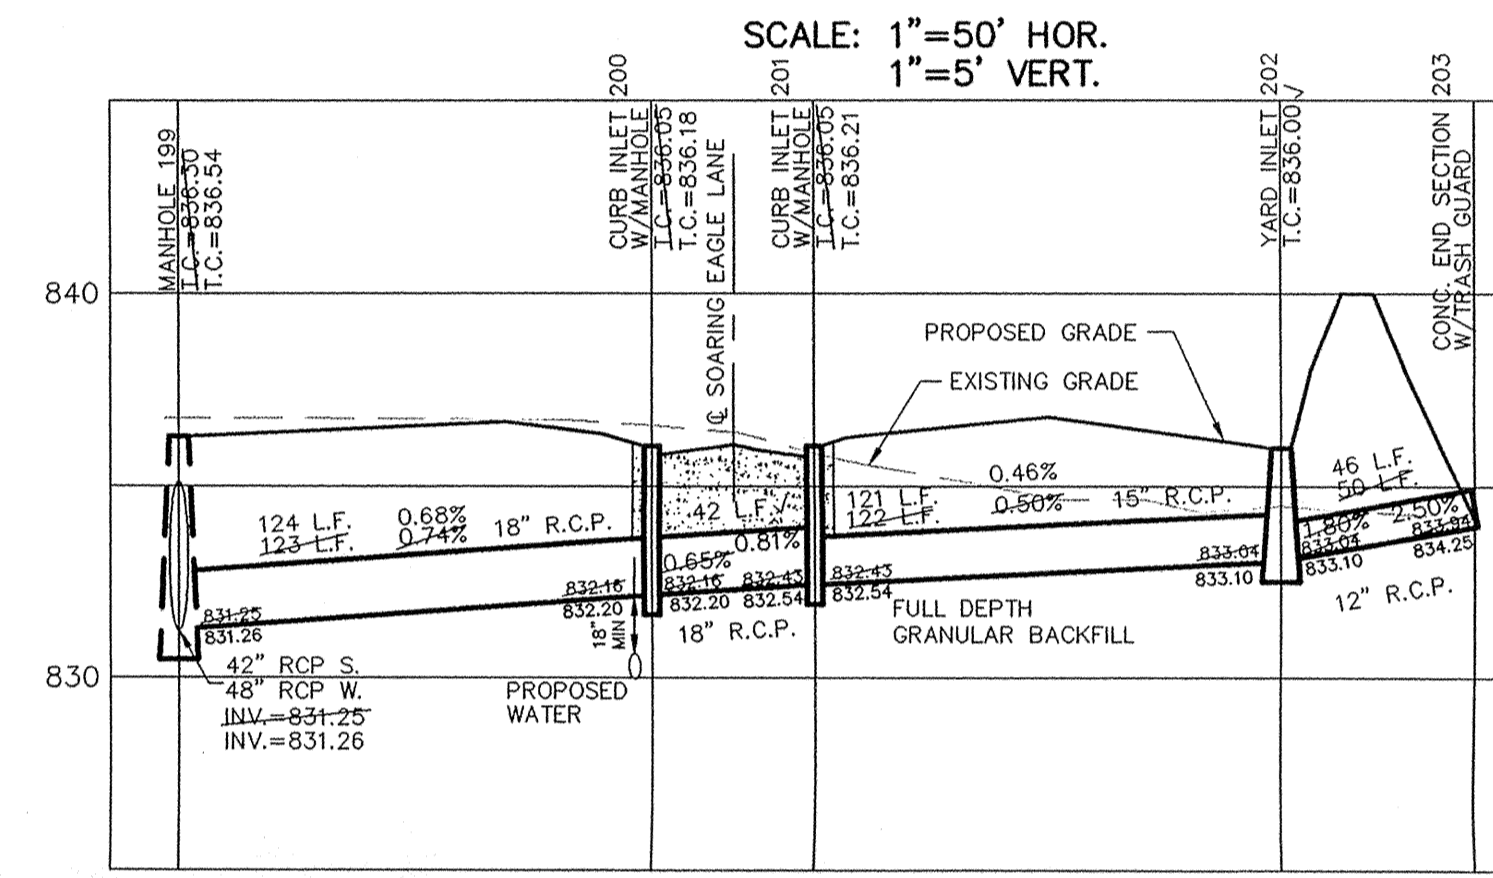 SCALE: 1"=50' HOR.
1"=5' VERT.
MANHOLE 199
T.C.=836.30
T.C.=836.54
200
CURB INLET
W/MANHOLE
T.C.=836.05
T.C.=836.18
℄ SOARING EAGLE LANE
201
CURB INLET
W/MANHOLE
T.C.=836.05
T.C.=836.21
YARD INLET 202
T.C.=836.00√
CONC. END SECTION 203
W/TRASH GUARD
840
PROPOSED GRADE
EXISTING GRADE
124 L.F.
123 L.F.
0.68%
0.74%
18" R.C.P.
42 L.F.√
0.81%
0.65%
121 L.F.
122 L.F.
0.46%
0.50%
15" R.C.P.
46 L.F.
50 L.F.
2.50%
1.80%
831.25
831.26
832.16
832.20
832.16
832.20
832.43
832.54
832.43
832.54
833.04
833.10
833.04
833.10
833.94
834.25
18" MIN
18" R.C.P.
FULL DEPTH
GRANULAR BACKFILL
12" R.C.P.
830
42" RCP S.
48" RCP W.
INV.=831.25
INV.=831.26
PROPOSED
WATER